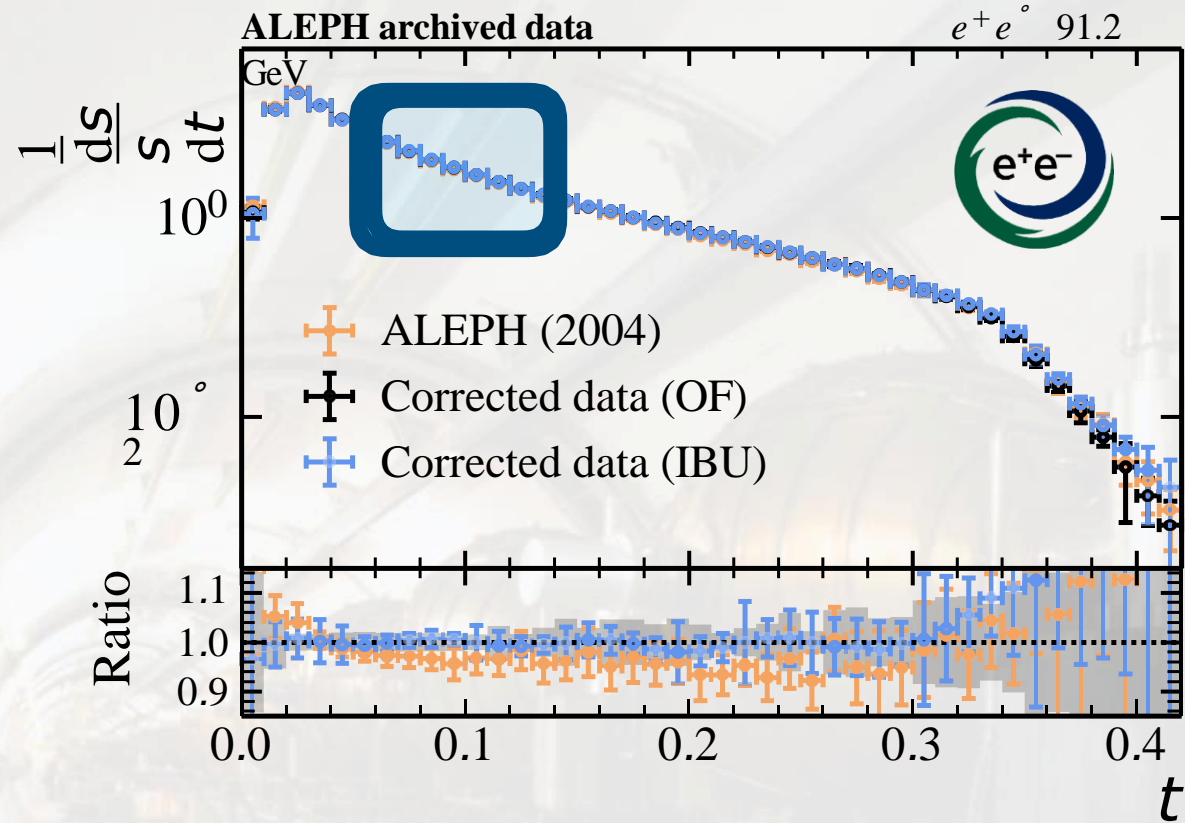 ALEPH archived data e⁺e ˚ 91.2
GeV
1 ds
s dt
10⁰
ALEPH (2004)
10 ˚
2
Corrected data (OF)
Corrected data (IBU)
e⁺e⁻
Ratio
1.1
1.0
0.9
0.0 0.1 0.2 0.3 0.4
t